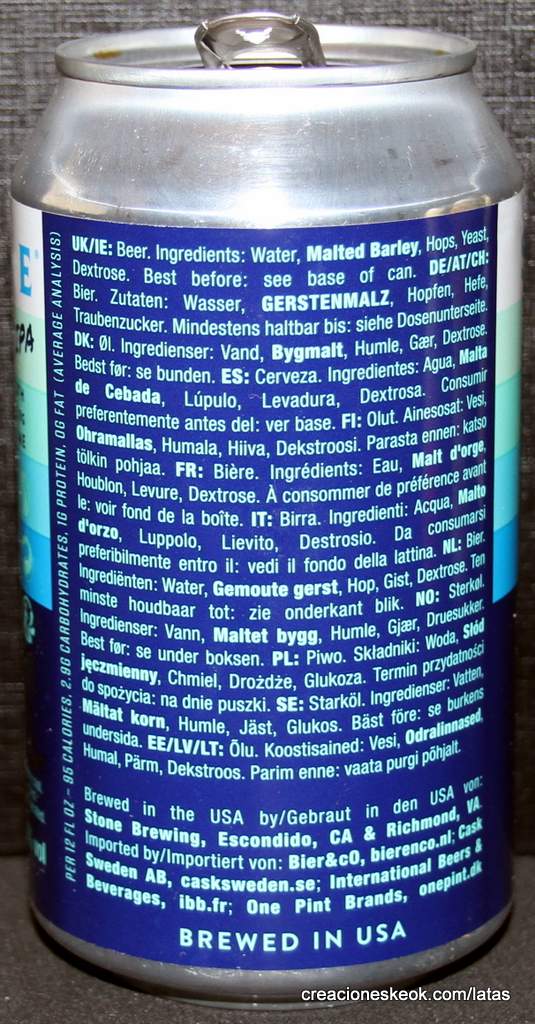 E®
IPA
PER 12 FL OZ – 95 CALORIES, 2.9G CARBOHYDRATES, 1G PROTEIN, 0G FAT (AVERAGE ANALYSIS)
UK/IE: Beer. Ingredients: Water, Malted Barley, Hops, Yeast,
Dextrose. Best before: see base of can. DE/AT/CH:
Bier. Zutaten: Wasser, GERSTENMALZ, Hopfen, Hefe,
Traubenzucker. Mindestens haltbar bis: siehe Dosenunterseite.
DK: Øl. Ingredienser: Vand, Bygmalt, Humle, Gær, Dextrose.
Bedst før: se bunden. ES: Cerveza. Ingredientes: Agua, Malta
de Cebada, Lúpulo, Levadura, Dextrosa. Consumir
preferentemente antes del: ver base. FI: Olut. Ainesosat: Vesi,
Ohramallas, Humala, Hiiva, Dekstroosi. Parasta ennen: katso
tölkin pohjaa. FR: Bière. Ingrédients: Eau, Malt d'orge,
Houblon, Levure, Dextrose. À consommer de préférence avant
le: voir fond de la boîte. IT: Birra. Ingredienti: Acqua, Malto
d'orzo, Luppolo, Lievito, Destrosio. Da consumarsi
preferibilmente entro il: vedi il fondo della lattina. NL: Bier.
Ingrediënten: Water, Gemoute gerst, Hop, Gist, Dextrose. Ten
minste houdbaar tot: zie onderkant blik. NO: Sterkøl.
Ingredienser: Vann, Maltet bygg, Humle, Gjær, Druesukker.
Best før: se under boksen. PL: Piwo. Składniki: Woda, Słód
jęczmienny, Chmiel, Drożdże, Glukoza. Termin przydatności
do spożycia: na dnie puszki. SE: Starköl. Ingredienser: Vatten,
Mältat korn, Humle, Jäst, Glukos. Bäst före: se burkens
undersida. EE/LV/LT: Õlu. Koostisained: Vesi, Odralinnased,
Humal, Pärm, Dekstroos. Parim enne: vaata purgi põhjalt.
Brewed in the USA by/Gebraut in den USA von:
Stone Brewing, Escondido, CA & Richmond, VA.
Imported by/Importiert von: Bier&cO, bierenco.nl; Cask
Sweden AB, casksweden.se; International Beers &
Beverages, ibb.fr; One Pint Brands, onepint.dk
BREWED IN USA
creacioneskeok.com/latas